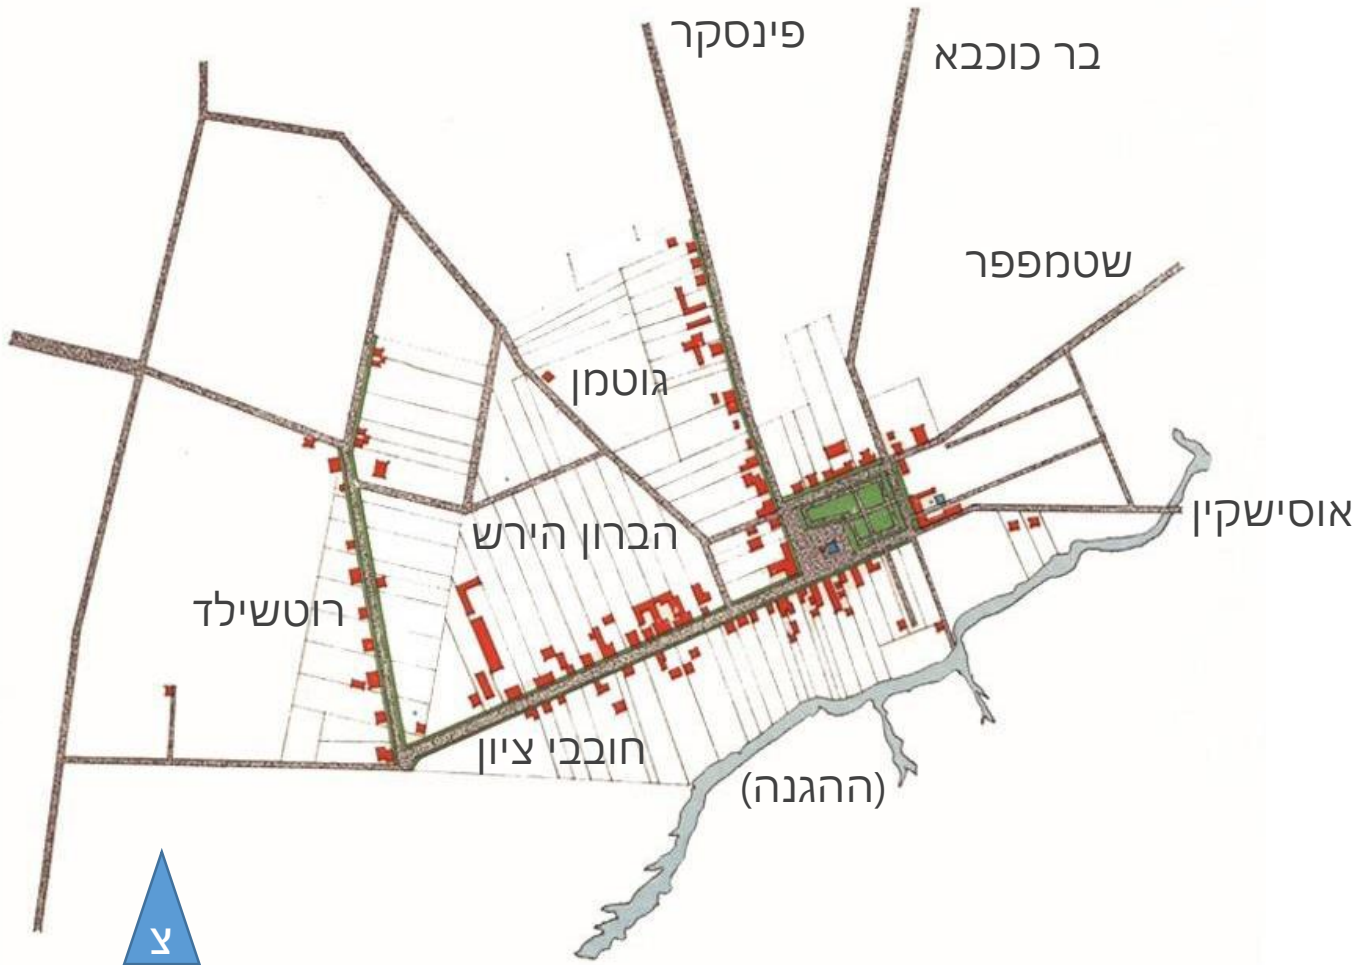 פינסקר
בר כוכבא
שטמפפר
גוטמן
אוסישקין
הברון הירש
רוטשילד
חובבי ציון
(ההגנה)
צ